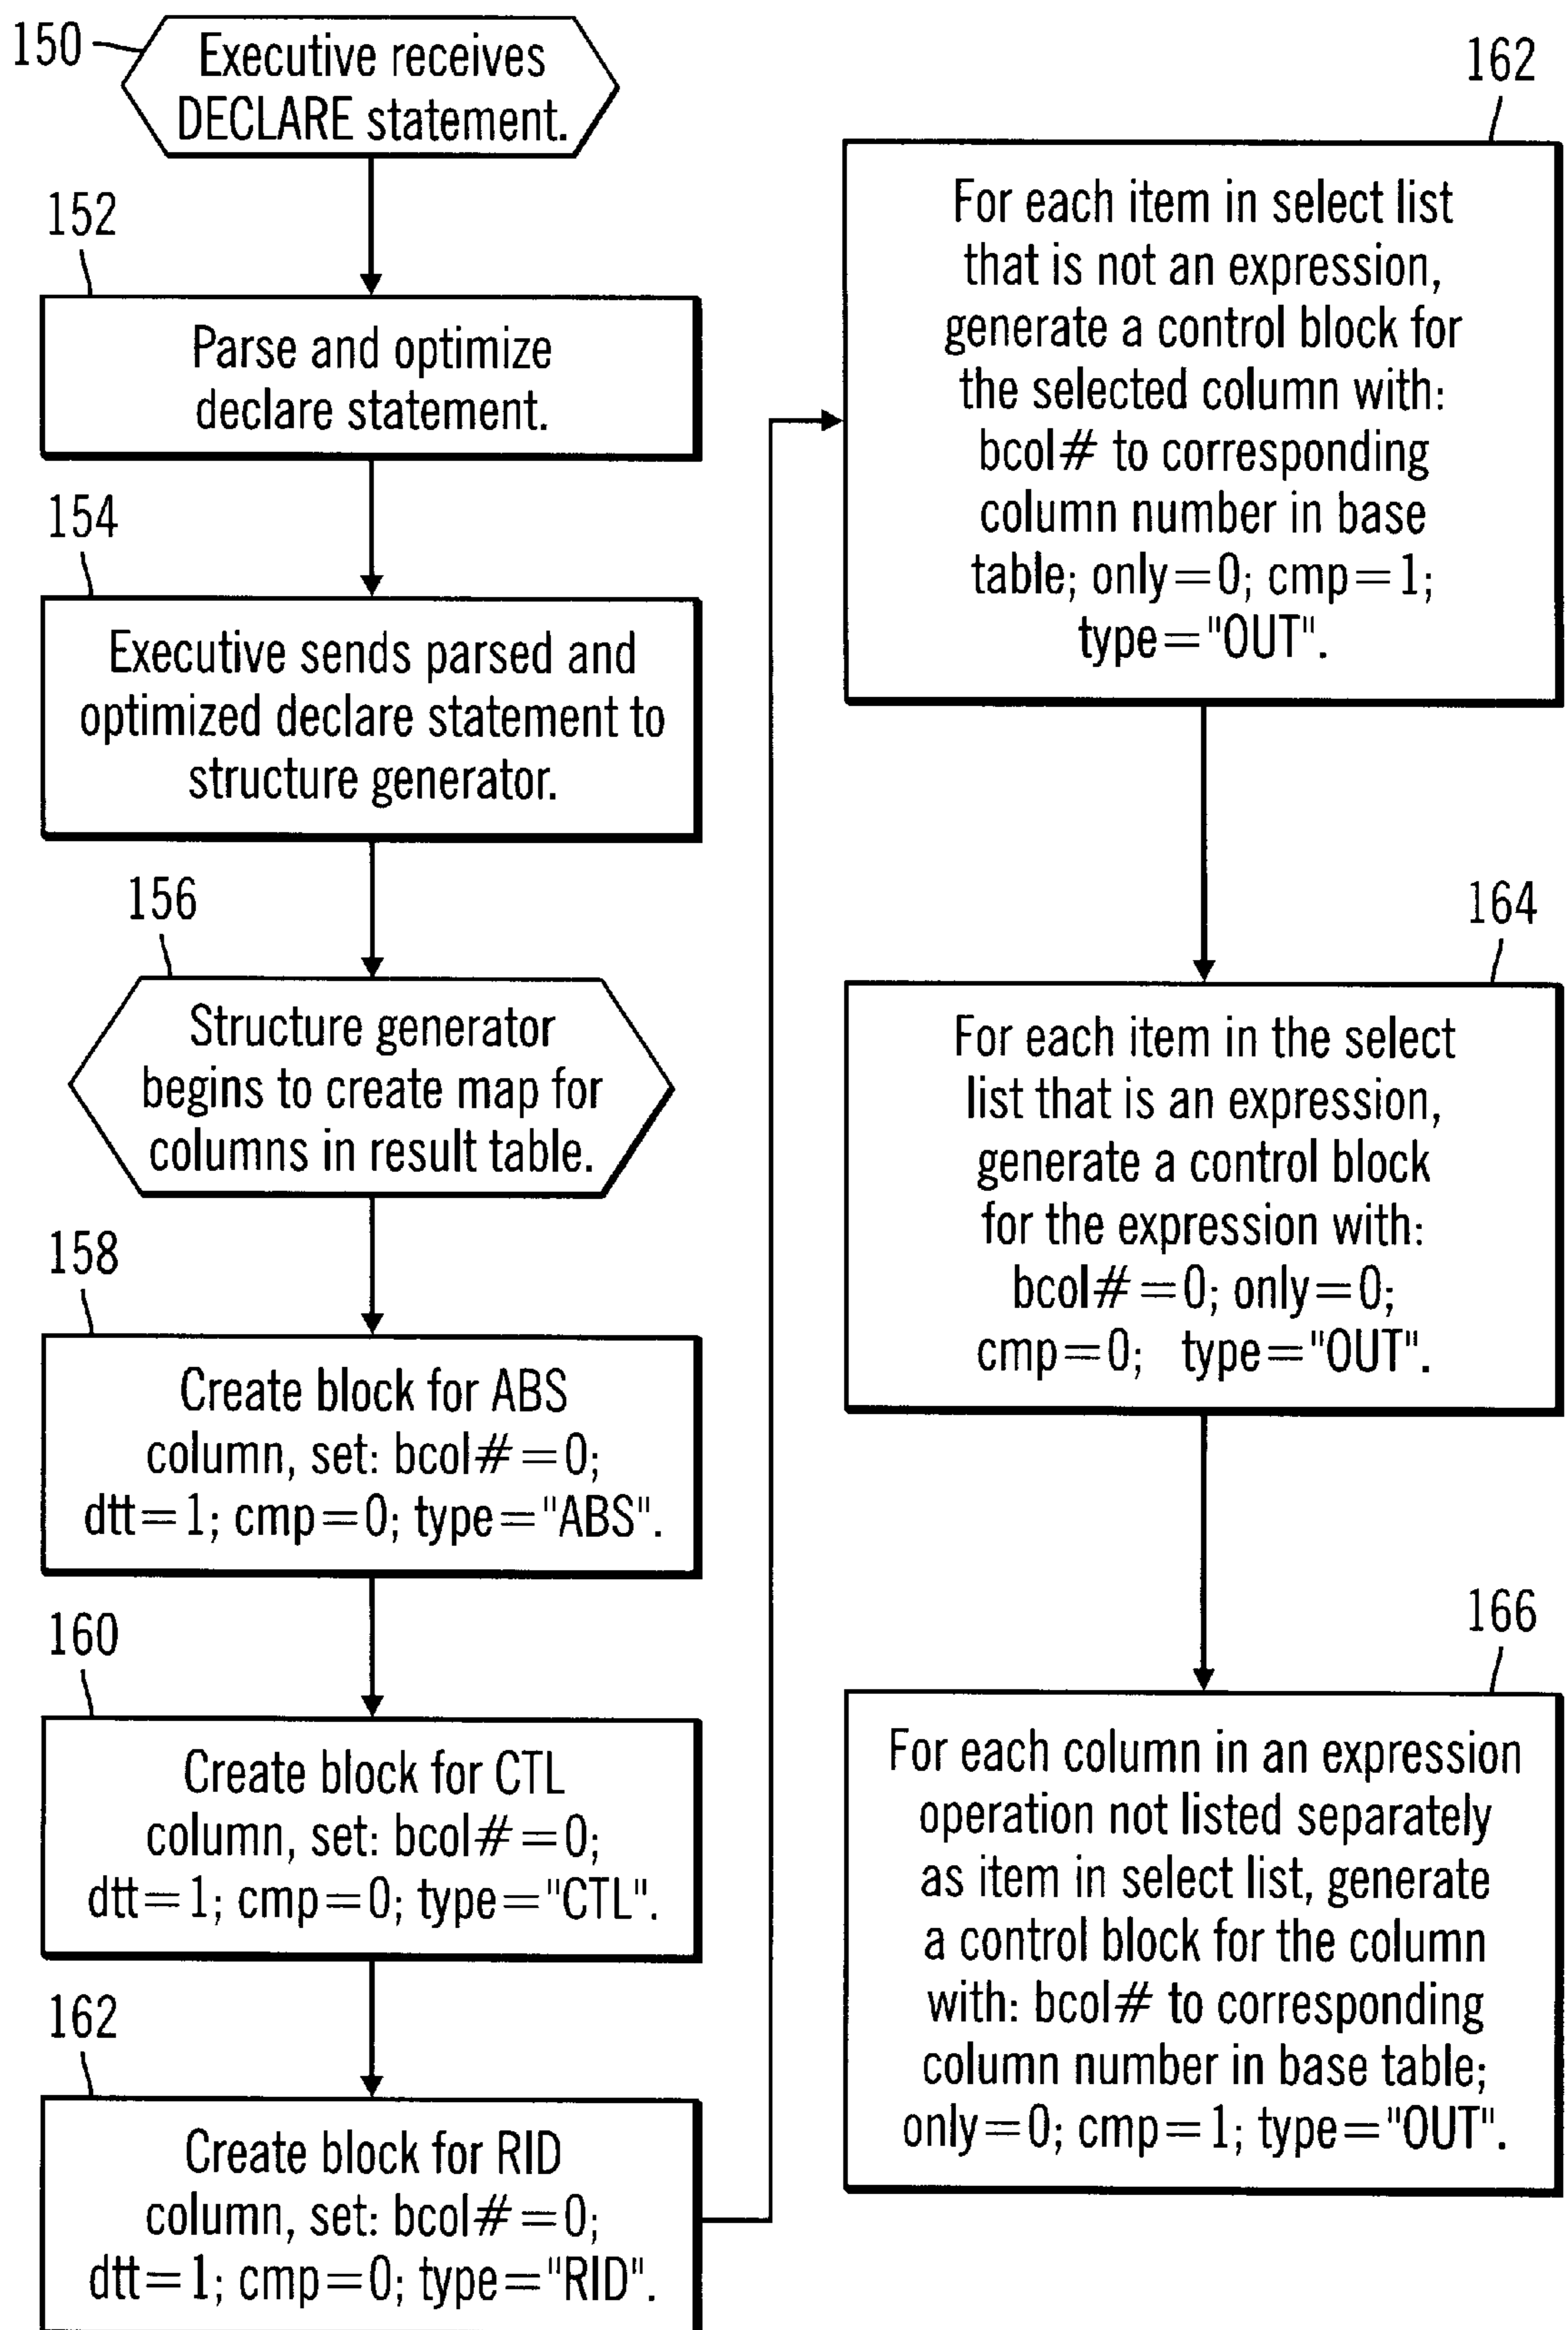 150
Executive receives
DECLARE statement.
152
Parse and optimize
declare statement.
154
Executive sends parsed and
optimized declare statement to
structure generator.
156
Structure generator
begins to create map for
columns in result table.
158
Create block for ABS
column, set: bcol#=0;
dtt=1; cmp=0; type="ABS".
160
Create block for CTL
column, set: bcol#=0;
dtt=1; cmp=0; type="CTL".
162
Create block for RID
column, set: bcol#=0;
dtt=1; cmp=0; type="RID".
162
For each item in select list
that is not an expression,
generate a control block for
the selected column with:
bcol# to corresponding
column number in base
table; only=0; cmp=1;
type="OUT".
164
For each item in the select
list that is an expression,
generate a control block
for the expression with:
bcol#=0; only=0;
cmp=0; type="OUT".
166
For each column in an expression
operation not listed separately
as item in select list, generate
a control block for the column
with: bcol# to corresponding
column number in base table;
only=0; cmp=1; type="OUT".